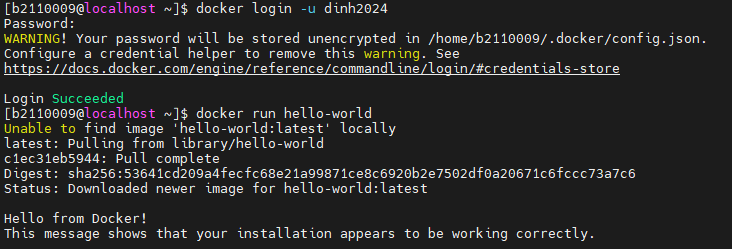 [b2110009@localhost ~]$ docker login -u dinh2024
Password:
WARNING! Your password will be stored unencrypted in /home/b2110009/.docker/config.json.
Configure a credential helper to remove this warning. See
https://docs.docker.com/engine/reference/commandline/login/#credentials-store
Login Succeeded
[b2110009@localhost ~]$ docker run hello-world
Unable to find image 'hello-world:latest' locally
latest: Pulling from library/hello-world
c1ec31eb5944: Pull complete
Digest: sha256:53641cd209a4fecfc68e21a99871ce8c6920b2e7502df0a20671c6fccc73a7c6
Status: Downloaded newer image for hello-world:latest
Hello from Docker!
This message shows that your installation appears to be working correctly.